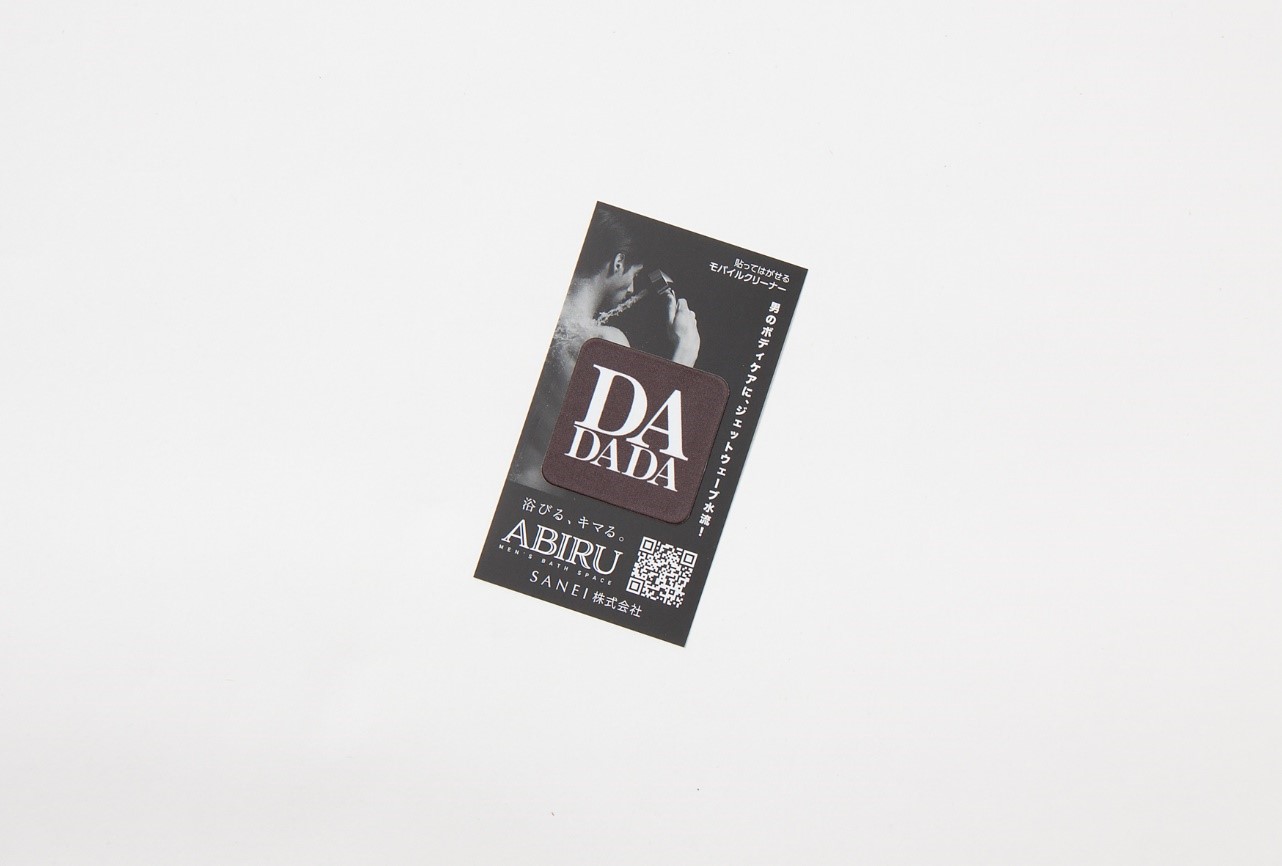 貼ってはがせる
モバイルクリーナー
男のボディケアに、ジェットウェーブ水流!
DA
DADA
浴びる、キマる。
ABIRU
MEN'S BATH SPACE
SANEI株式会社